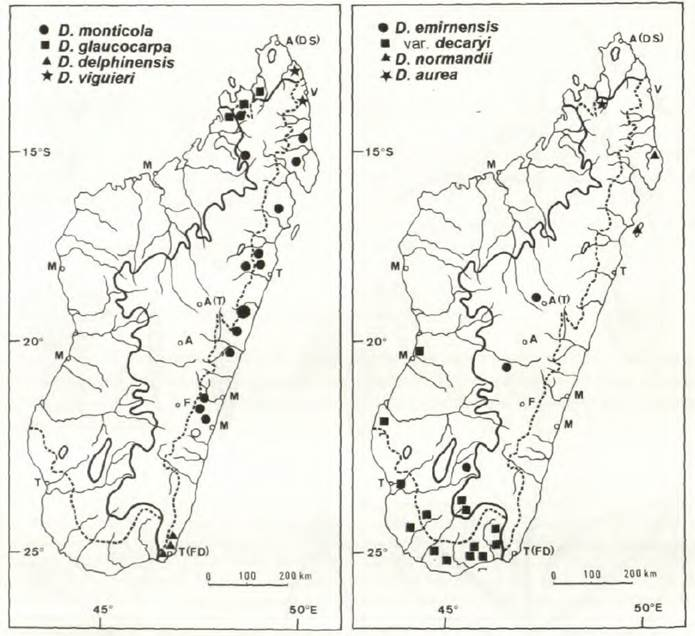 ● D. monticola
■ D. glaucocarpa
▲ D. delphinensis
★ D. viguieri
A(DS)
V
15°S
M
M
T
A(T)
20°
A
M
F
M
M
T
25°
T(FD)
0 100 200 km
45°
50°E
● D. emirnensis
■ var. decaryi
▲ D. normandii
★ D. aurea
A(DS)
V
15°S
M
M
T
A(T)
20°
A
M
F
M
M
T
25°
T(FD)
0 100 200 km
45°
50°E